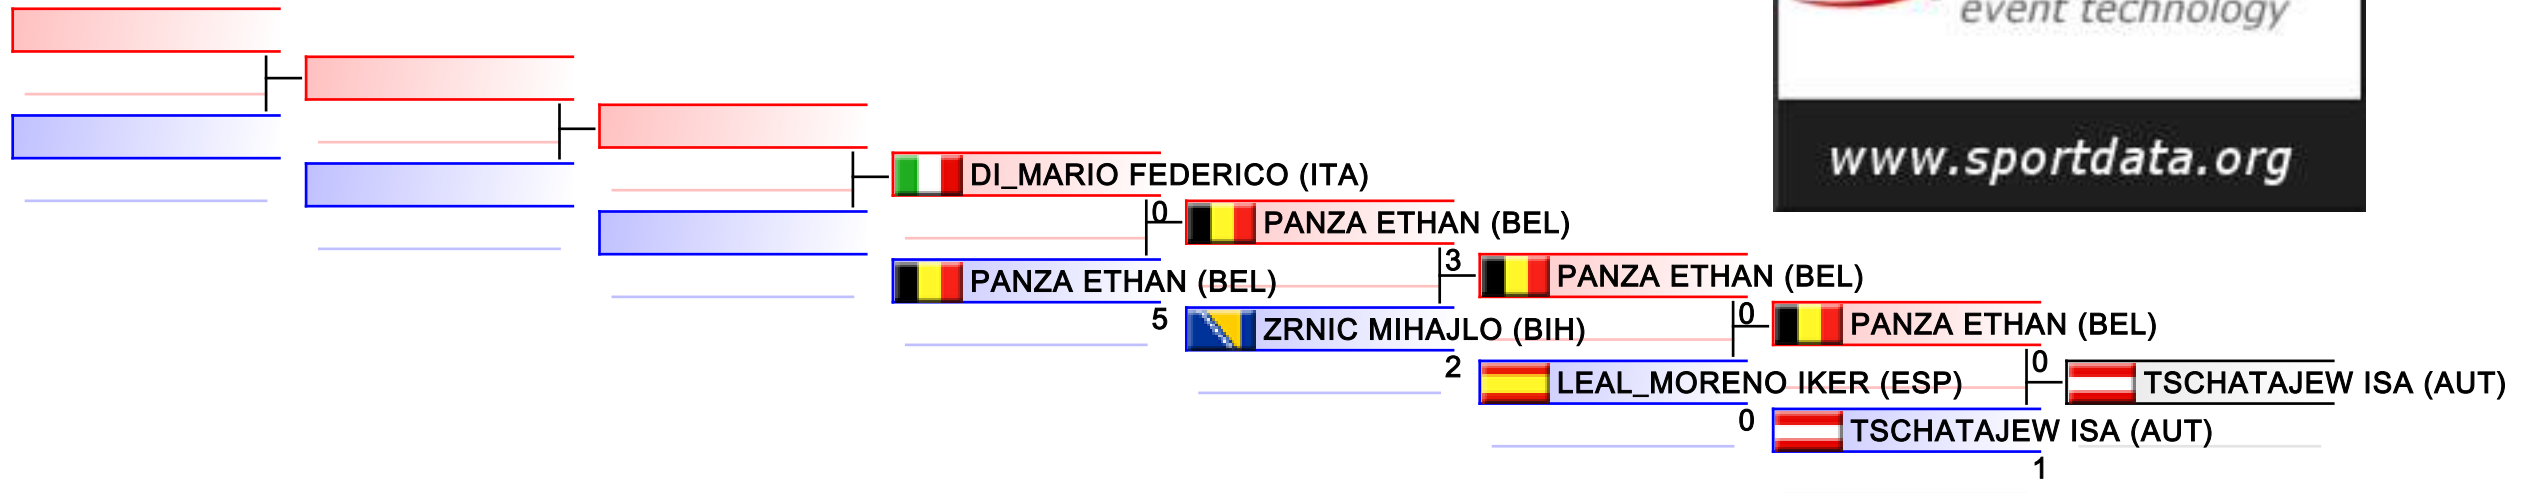 event technology
www.sportdata.org
DI_MARIO FEDERICO (ITA)
0
PANZA ETHAN (BEL)
PANZA ETHAN (BEL)
5
3
ZRNIC MIHAJLO (BIH)
2
PANZA ETHAN (BEL)
0
LEAL_MORENO IKER (ESP)
0
PANZA ETHAN (BEL)
0
TSCHATAJEW ISA (AUT)
1
TSCHATAJEW ISA (AUT)